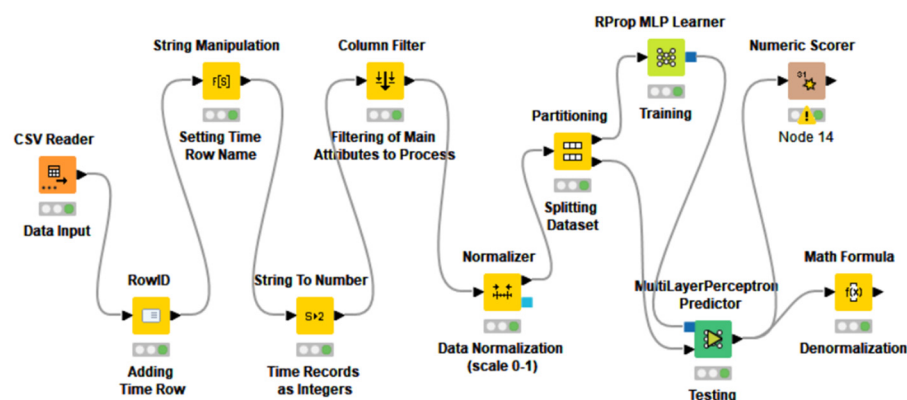 RProp MLP Learner
String Manipulation
Column Filter
Numeric Scorer
F[S]
01
Partitioning
Training
Setting Time
Row Name
Filtering of Main
Attributes to Process
Node 14
CSV Reader
Splitting
Dataset
Data Input
Normalizer
Math Formula
RowID
String To Number
MultiLayerPerceptron
Predictor
S▸2
f(x)
Data Normalization
(scale 0-1)
Denormalization
Adding
Time Row
Time Records
as Integers
Testing